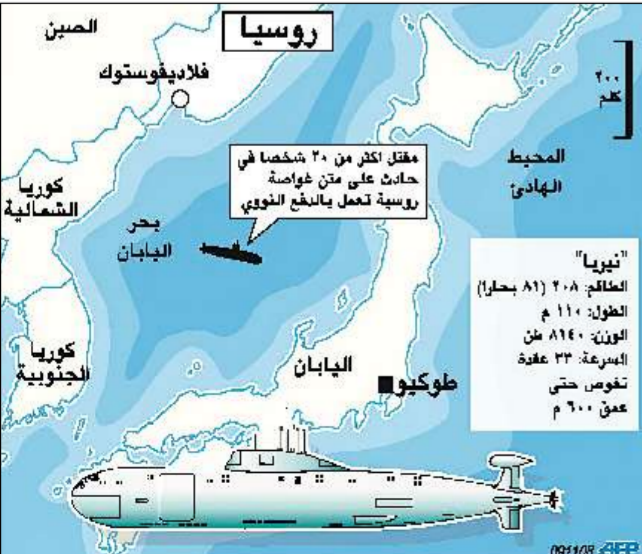 روسيا
الصين
فلاديفوستوك
٢٠٠
كلم
المحيط
الهادئ
كوريا
الشمالية
مقتل اكثر من ٢٠ شخصا في
حادث على متن غواصة
روسية تعمل بالدفع النووي
بحر
اليابان
كوريا
الجنوبية
اليابان
طوكيو
"نيربا"
الطاقم: ٢٠٨ (٨١ بحارا)
الطول: ١١٠ م
الوزن: ٨١٤٠ طن
السرعة: ٣٣ عقدة
تغوص حتى
عمق ٦٠٠ م
AFP